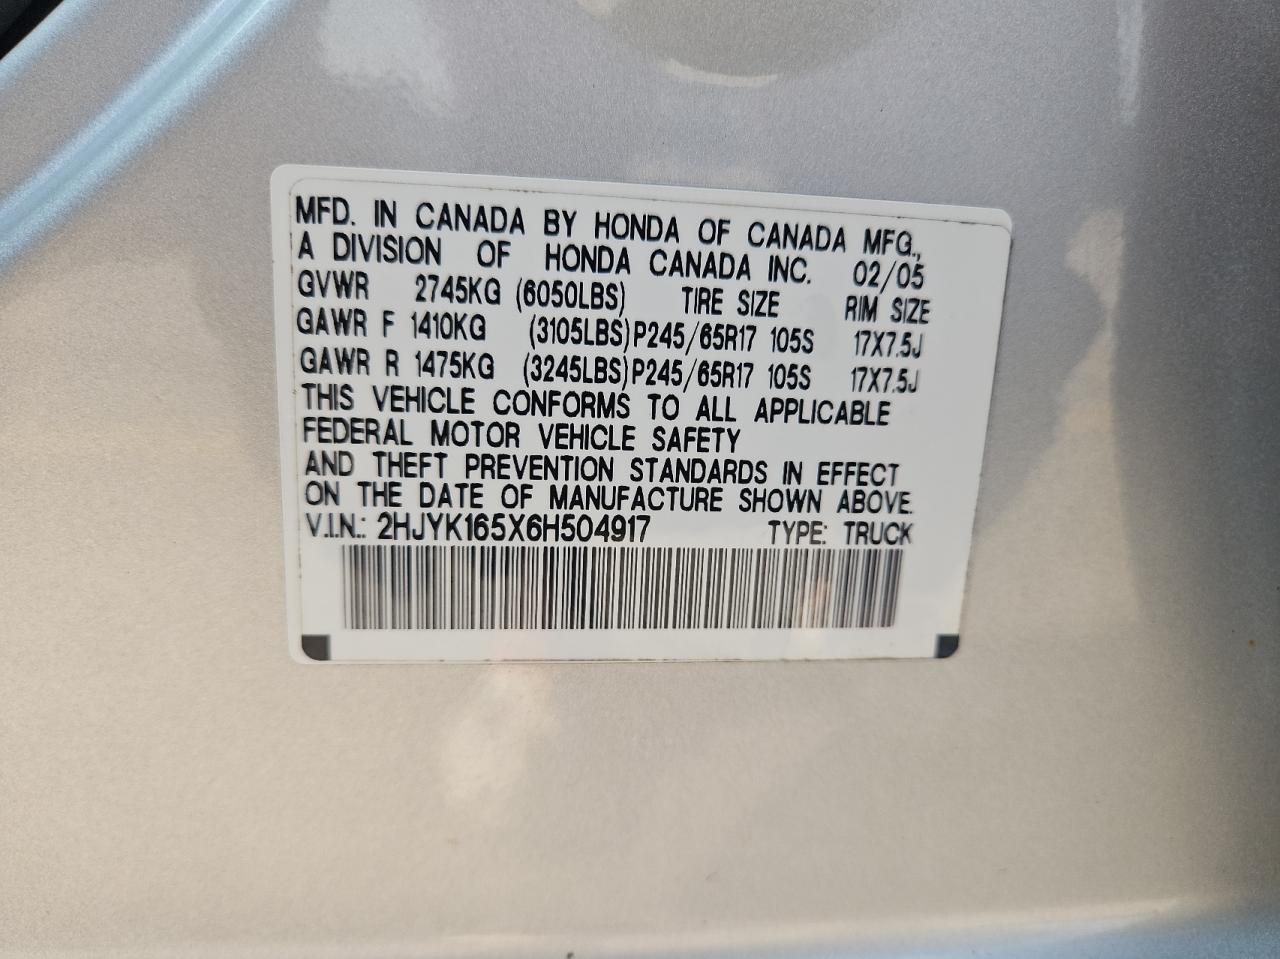 MFD. IN CANADA BY HONDA OF CANADA MFG.,
A DIVISION OF HONDA CANADA INC. 02/05
GVWR 2745KG (6050LBS) TIRE SIZE RIM SIZE
GAWR F 1410KG (3105LBS) P245/65R17 105S 17X7.5J
GAWR R 1475KG (3245LBS) P245/65R17 105S 17X7.5J
THIS VEHICLE CONFORMS TO ALL APPLICABLE
FEDERAL MOTOR VEHICLE SAFETY
AND THEFT PREVENTION STANDARDS IN EFFECT
ON THE DATE OF MANUFACTURE SHOWN ABOVE.
V.I.N.: 2HJYK165X6H504917 TYPE: TRUCK